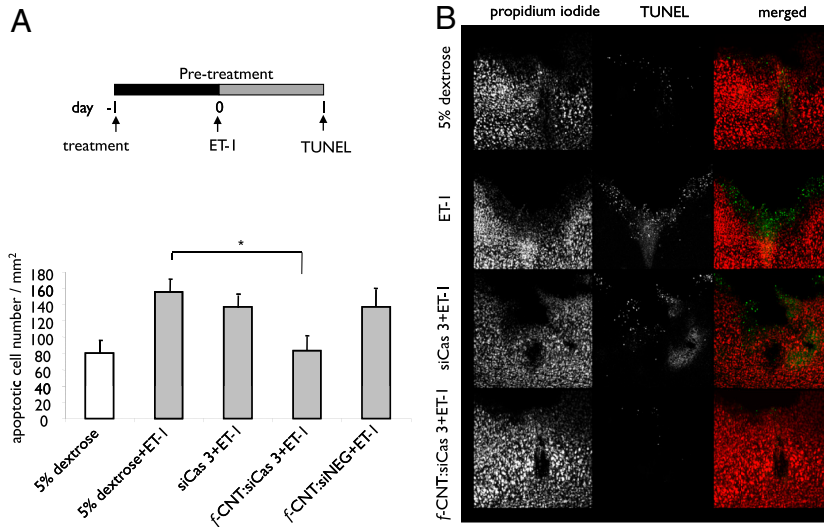 A
Pre-treatment
day -1 0 1
treatment ET-1 TUNEL
*
apoptotic cell number / mm²
180
160
140
120
100
80
60
40
20
0
5% dextrose
5% dextrose+ET-1
siCas 3+ET-1
f-CNT:siCas 3+ET-1
f-CNT:siNEG+ET-1
B
propidium iodide TUNEL merged
5% dextrose
ET-1
siCas 3+ET-1
f-CNT:siCas 3+ET-1